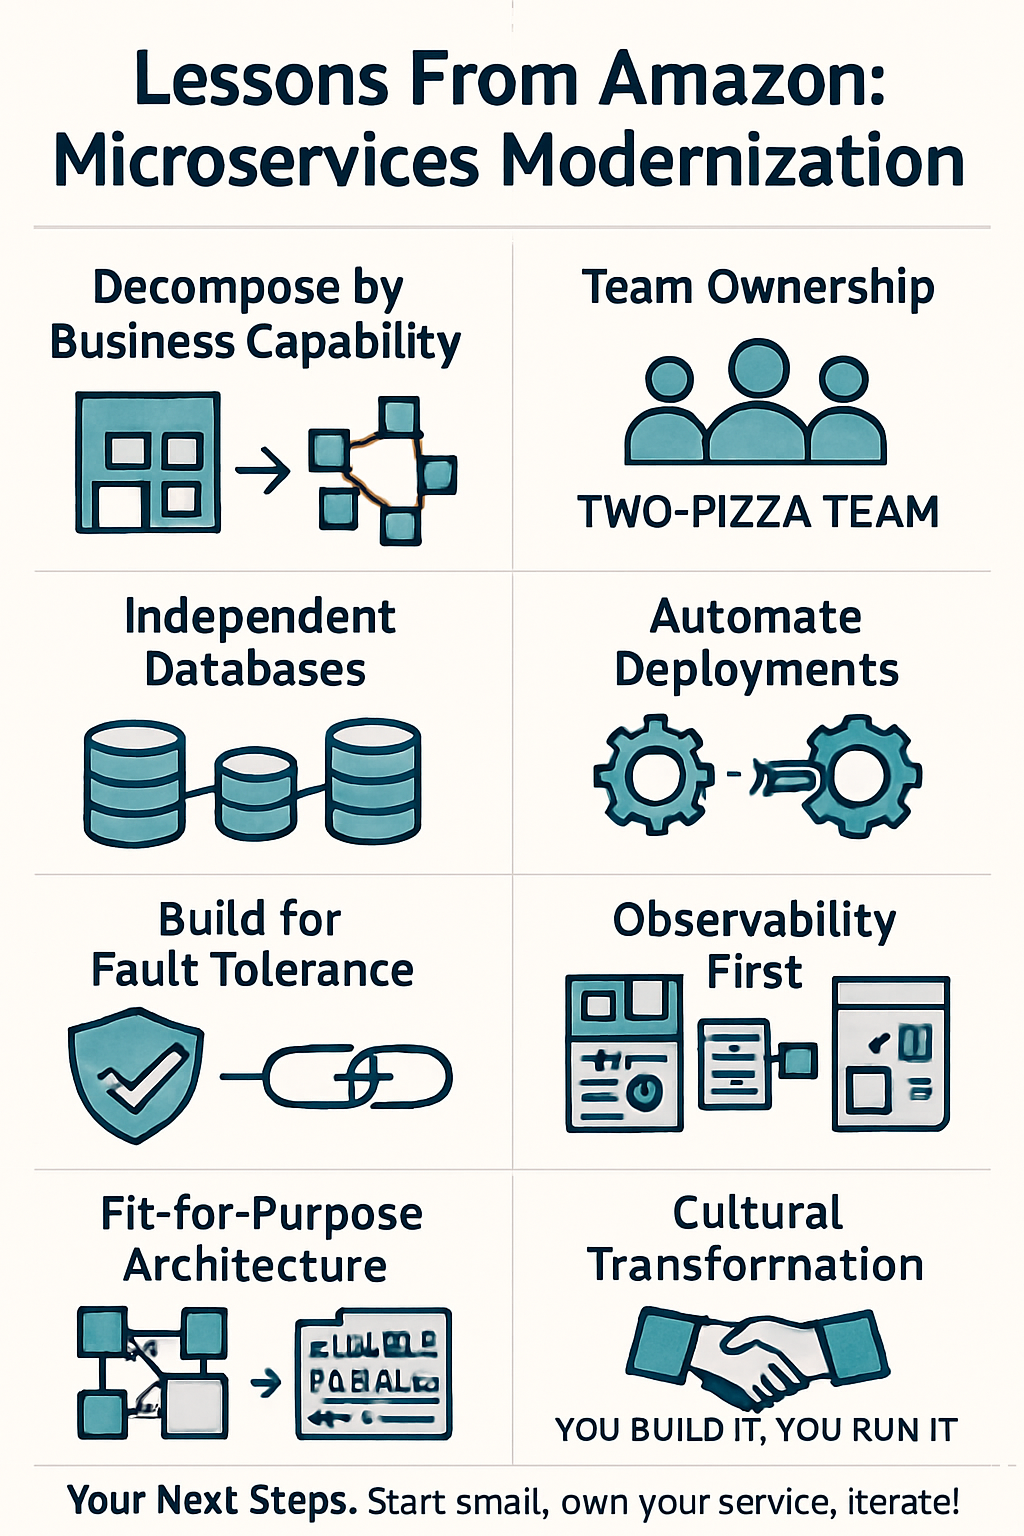 Lessons From Amazon:
Microservices Modernization
Decompose by
Business Capability
Team Ownership
TWO-PIZZA TEAM
Independent
Databases
Automate
Deployments
Build for
Fault Tolerance
Observability
First
Fit-for-Purpose
Architecture
Cultural
Transforrnation
YOU BUILD IT, YOU RUN IT
Your Next Steps. Start smail, own your service, iterate!